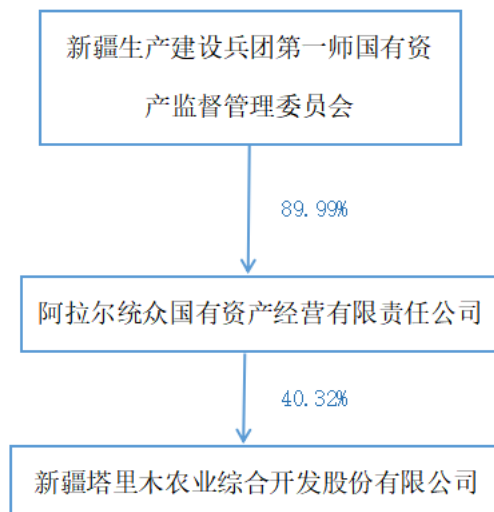 新疆生产建设兵团第一师国有资
产监督管理委员会
89.99%
阿拉尔统众国有资产经营有限责任公司
40.32%
新疆塔里木农业综合开发股份有限公司